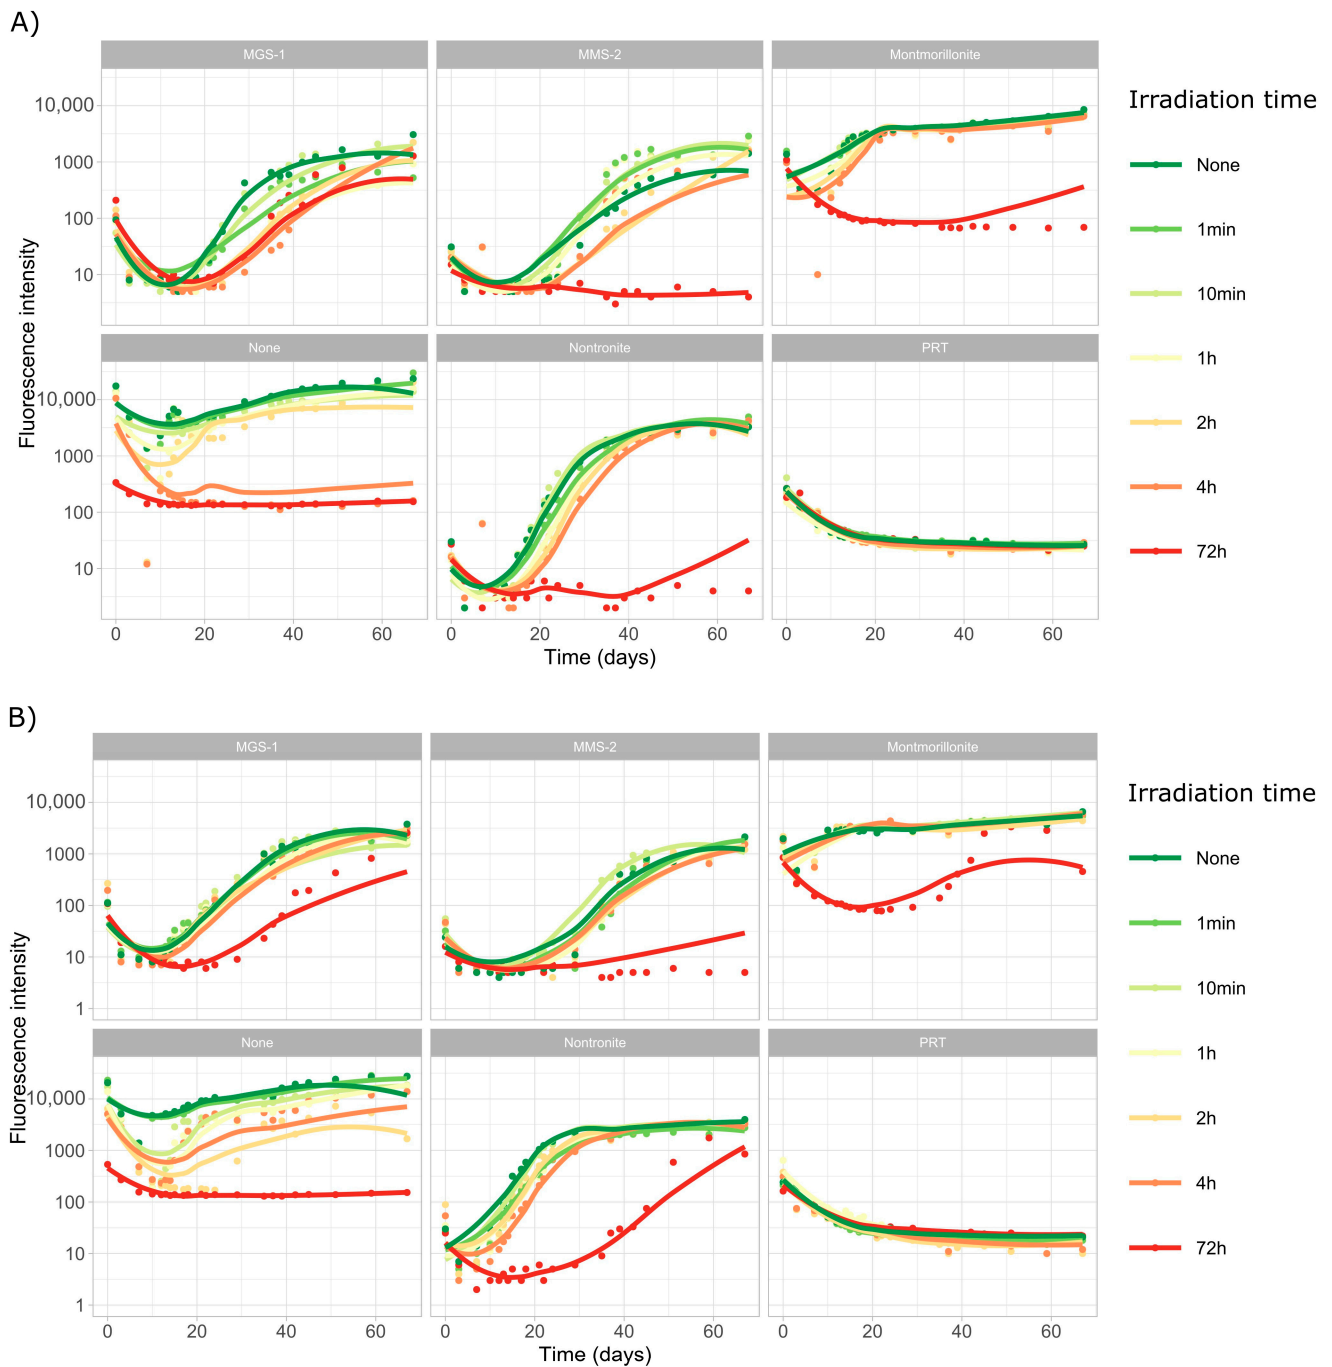 A)
MGS-1 MMS-2 Montmorillonite
Irradiation time
10,000
1000
100
10
None
1min
10min
1h
2h
4h
72h
None Nontronite PRT
10,000
1000
100
10
Fluorescence intensity
0 20 40 60 0 20 40 60 0 20 40 60
Time (days)
B)
MGS-1 MMS-2 Montmorillonite
Irradiation time
10,000
1000
100
10
1
None
1min
10min
1h
2h
4h
72h
None Nontronite PRT
10,000
1000
100
10
1
Fluorescence intensity
0 20 40 60 0 20 40 60 0 20 40 60
Time (days)